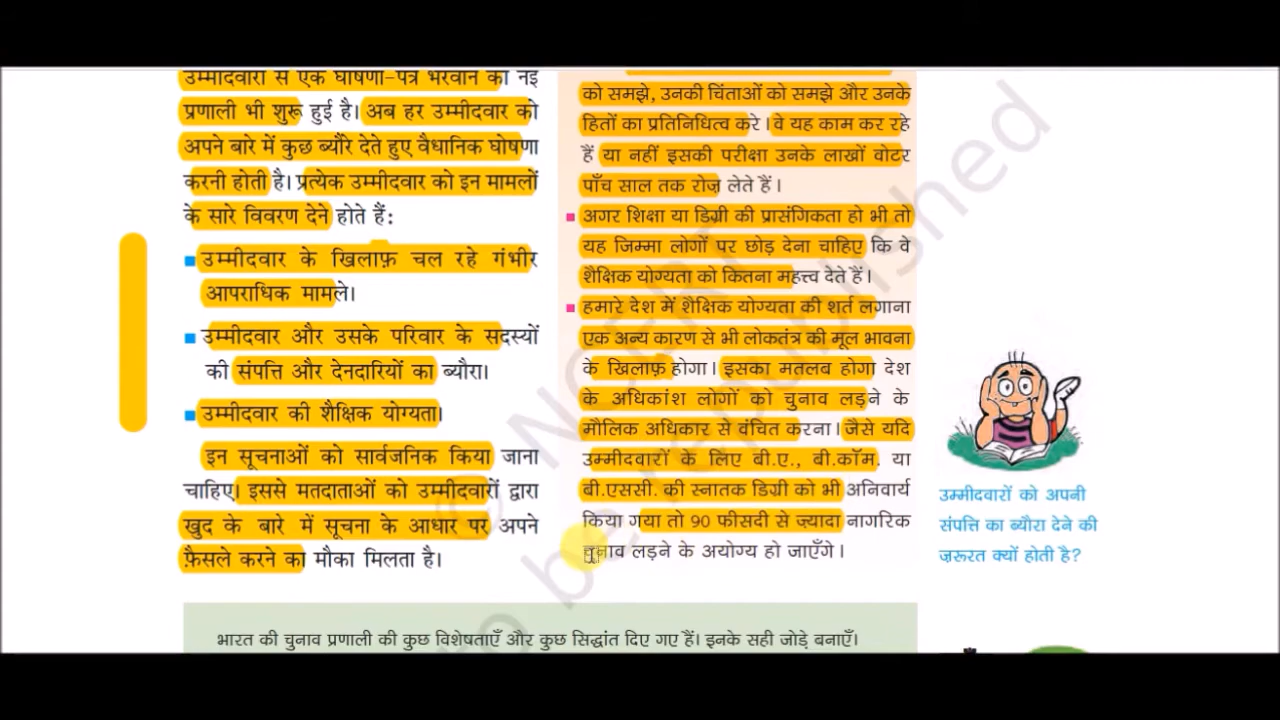 उम्मीदवारों से एक घोषणा-पत्र भरवाने की नई
प्रणाली भी शुरू हुई है। अब हर उम्मीदवार को
अपने बारे में कुछ ब्यौरे देते हुए वैधानिक घोषणा
करनी होती है। प्रत्येक उम्मीदवार को इन मामलों
के सारे विवरण देने होते हैं:
उम्मीदवार के खिलाफ़ चल रहे गंभीर
आपराधिक मामले।
उम्मीदवार और उसके परिवार के सदस्यों
की संपत्ति और देनदारियों का ब्यौरा।
उम्मीदवार की शैक्षिक योग्यता।
इन सूचनाओं को सार्वजनिक किया जाना
चाहिए। इससे मतदाताओं को उम्मीदवारों द्वारा
खुद के बारे में सूचना के आधार पर अपने
फ़ैसले करने का मौका मिलता है।
को समझे, उनकी चिंताओं को समझे और उनके
हितों का प्रतिनिधित्व करे। वे यह काम कर रहे
हैं या नहीं इसकी परीक्षा उनके लाखों वोटर
पाँच साल तक रोज़ लेते हैं।
अगर शिक्षा या डिग्री की प्रासंगिकता हो भी तो
यह जिम्मा लोगों पर छोड़ देना चाहिए कि वे
शैक्षिक योग्यता को कितना महत्त्व देते हैं।
हमारे देश में शैक्षिक योग्यता की शर्त लगाना
एक अन्य कारण से भी लोकतंत्र की मूल भावना
के खिलाफ़ होगा। इसका मतलब होगा देश
के अधिकांश लोगों को चुनाव लड़ने के
मौलिक अधिकार से वंचित करना। जैसे यदि
उम्मीदवारों के लिए बी.ए., बी.कॉम. या
बी.एससी. की स्नातक डिग्री को भी अनिवार्य
किया गया तो 90 फीसदी से ज़्यादा नागरिक
चुनाव लड़ने के अयोग्य हो जाएँगे।
उम्मीदवारों को अपनी
संपत्ति का ब्यौरा देने की
ज़रूरत क्यों होती है?
भारत की चुनाव प्रणाली की कुछ विशेषताएँ और कुछ सिद्धांत दिए गए हैं। इनके सही जोड़े बनाएँ।
© NCERT
to be republished